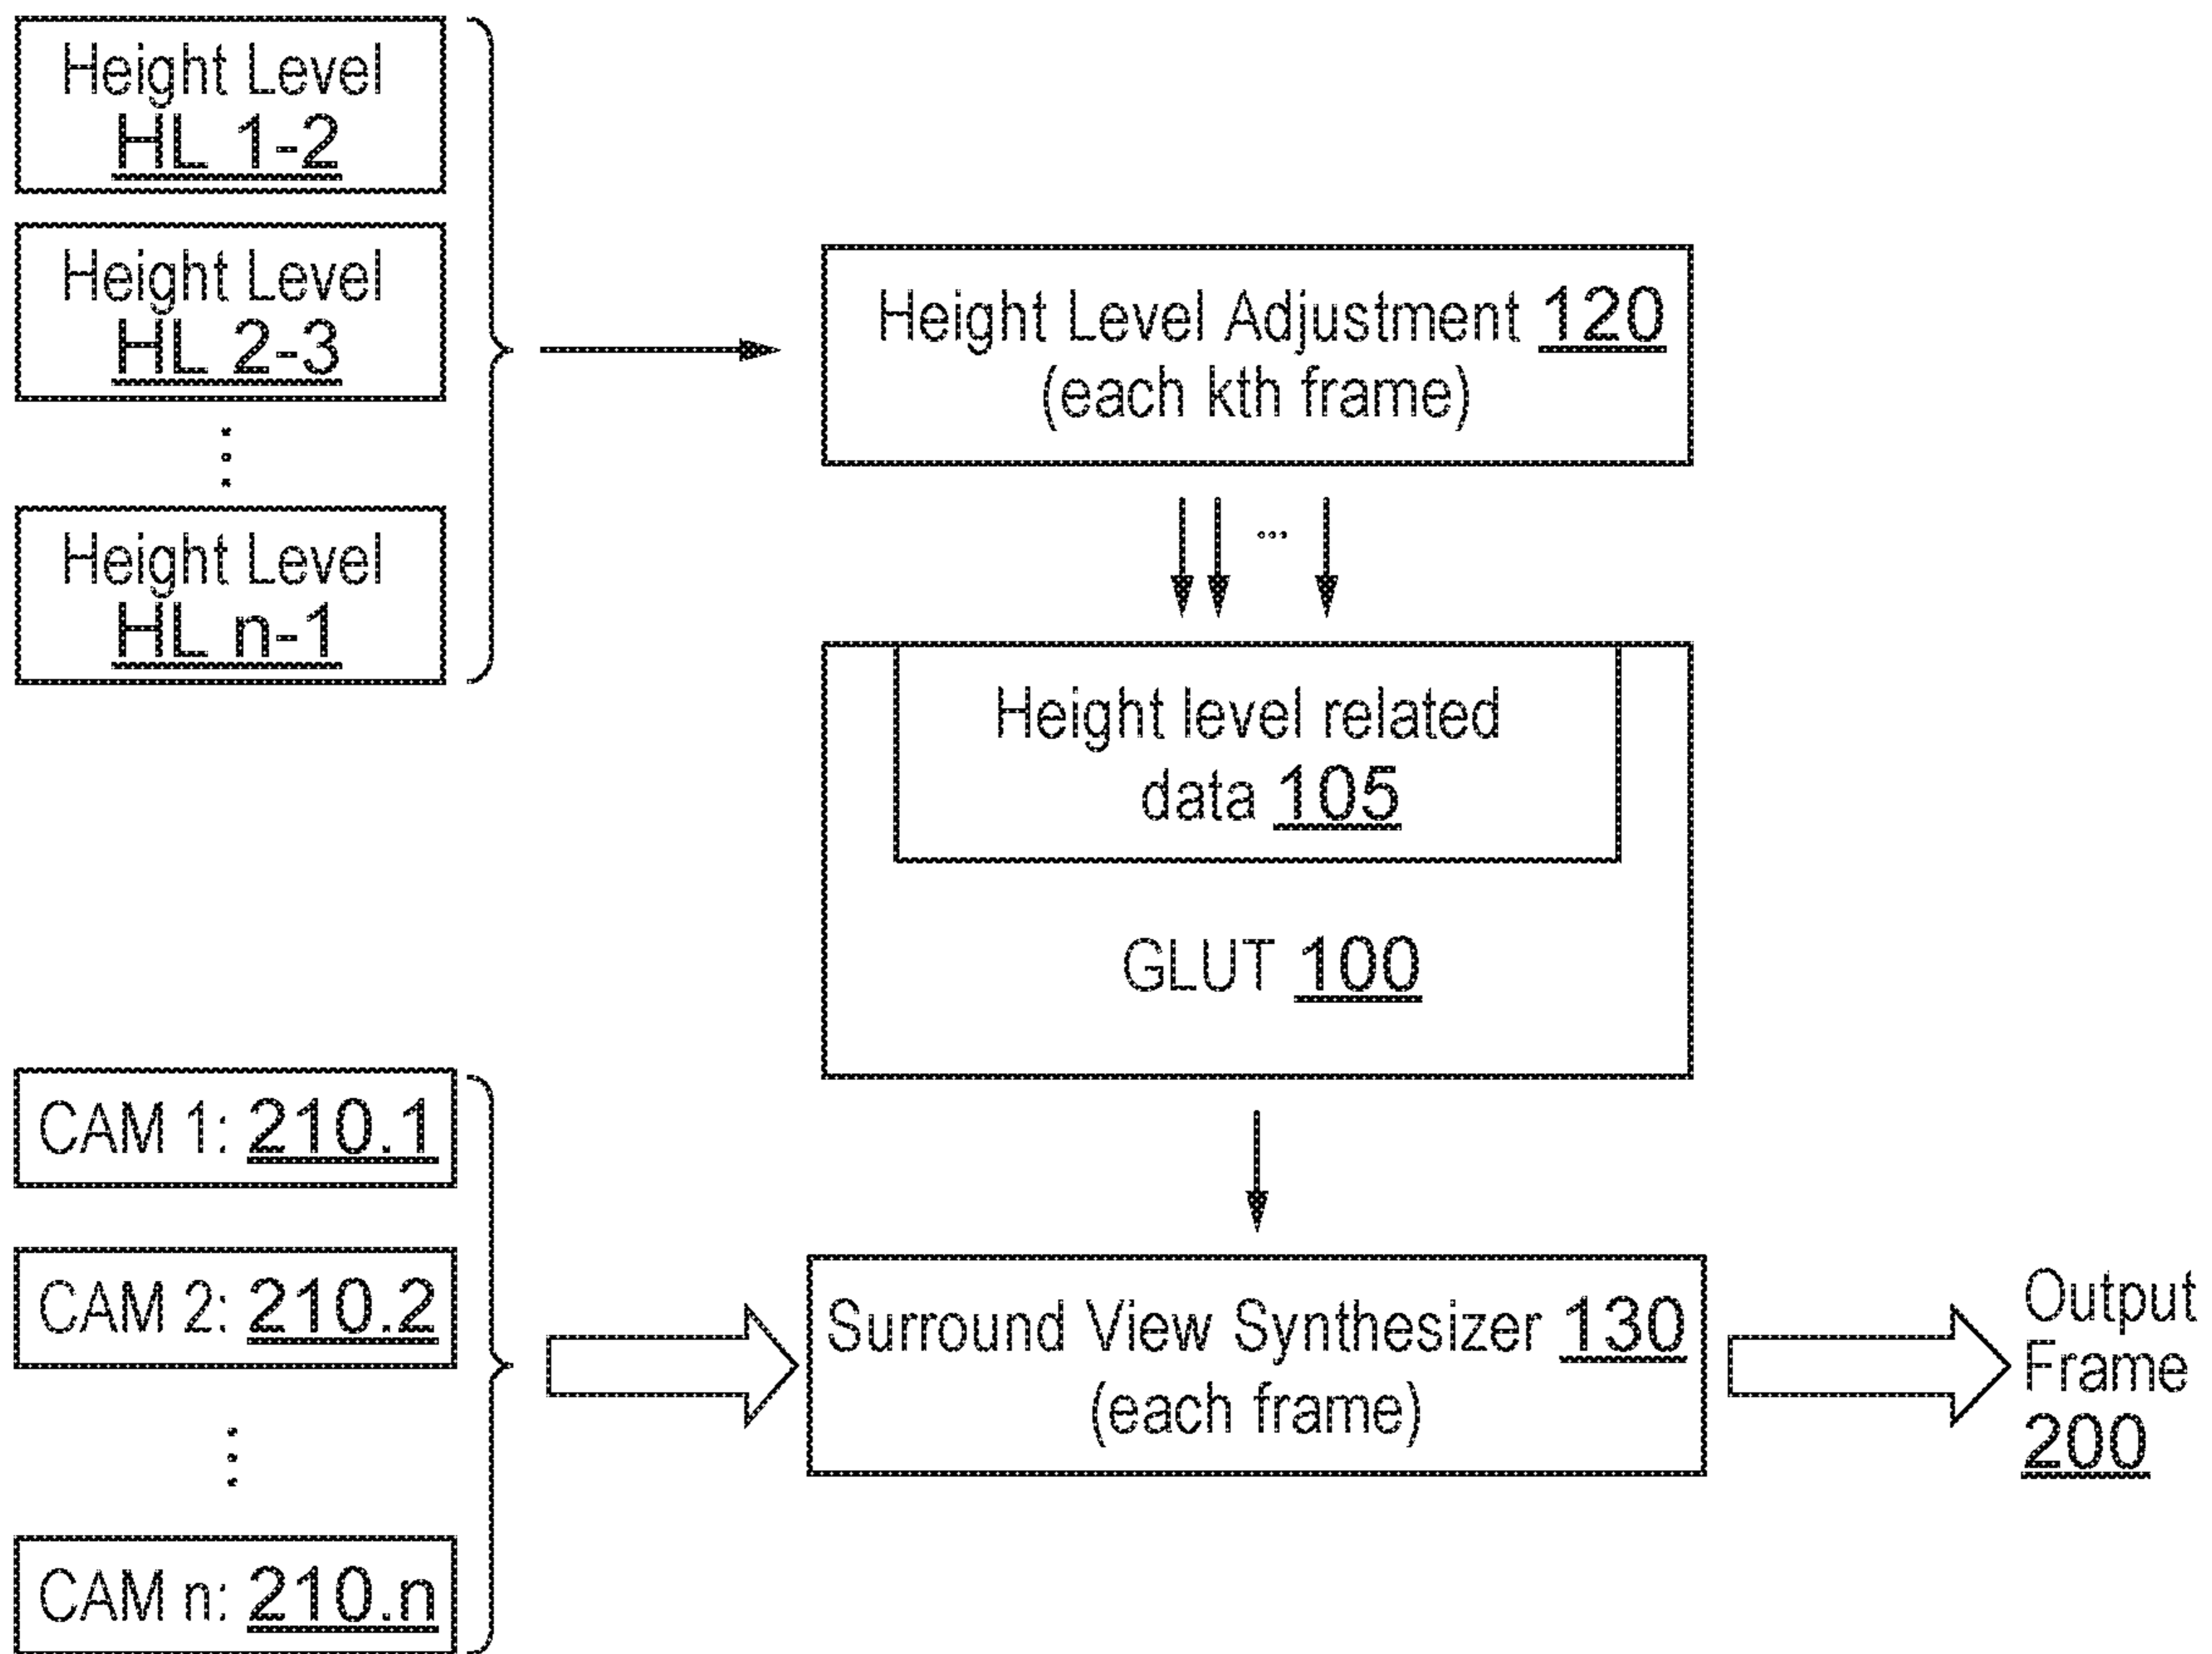 Height Level
HL 1-2
Height Level
HL 2-3
Height Level
HL n-1
Height Level Adjustment 120
(each kth frame)
...
Height level related
data 105
GLUT 100
CAM 1: 210.1
CAM 2: 210.2
CAM n: 210.n
Surround View Synthesizer 130
(each frame)
Output
Frame
200